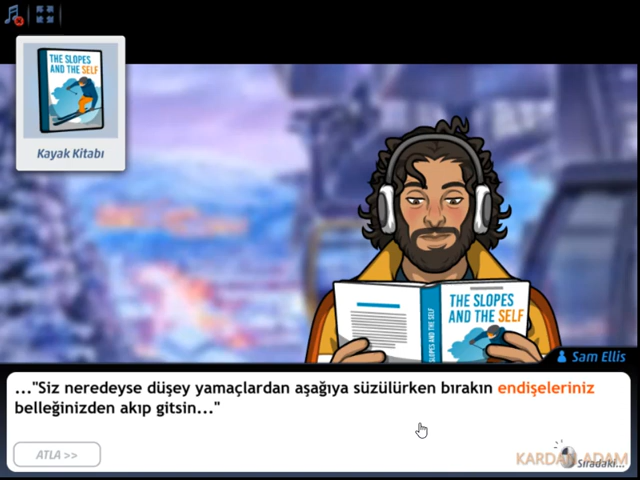 THE SLOPES
AND THE SELF
Kayak Kitabı
THE SLOPES
AND THE SELF
SLOPES AND THE SELF
Sam Ellis
..."Siz neredeyse düşey yamaçlardan aşağıya süzülürken bırakın endişeleriniz
belleğinizden akıp gitsin..."
ATLA >>
KARDAN ADAM
Sıradaki...